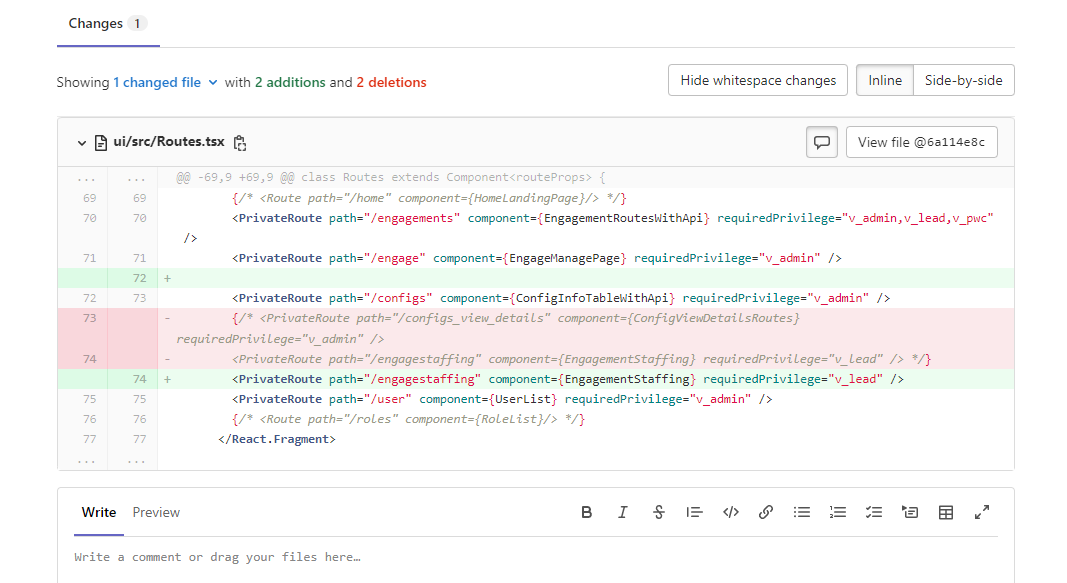 Changes 1
Showing 1 changed file with 2 additions and 2 deletions
Hide whitespace changes
Inline
Side-by-side
ui/src/Routes.tsx
View file @6a114e8c
... ... @@ -69,9 +69,9 @@ class Routes extends Component<routeProps> {
69 69 {/* <Route path="/home" component={HomeLandingPage}/> */}
70 70 <PrivateRoute path="/engagements" component={EngagementRoutesWithApi} requiredPrivilege="v_admin,v_lead,v_pwc"
/>
71 71 <PrivateRoute path="/engage" component={EngageManagePage} requiredPrivilege="v_admin" />
72 +
72 73 <PrivateRoute path="/configs" component={ConfigInfoTableWithApi} requiredPrivilege="v_admin" />
73 - {/* <PrivateRoute path="/configs_view_details" component={ConfigViewDetailsRoutes}
requiredPrivilege="v_admin" />
74 - <PrivateRoute path="/engagestaffing" component={EngagementStaffing} requiredPrivilege="v_lead" /> */}
74 + <PrivateRoute path="/engagestaffing" component={EngagementStaffing} requiredPrivilege="v_lead" />
75 75 <PrivateRoute path="/user" component={UserList} requiredPrivilege="v_admin" />
76 76 {/* <Route path="/roles" component={RoleList}/> */}
77 77 </React.Fragment>
... ...
Write Preview
Write a comment or drag your files here…